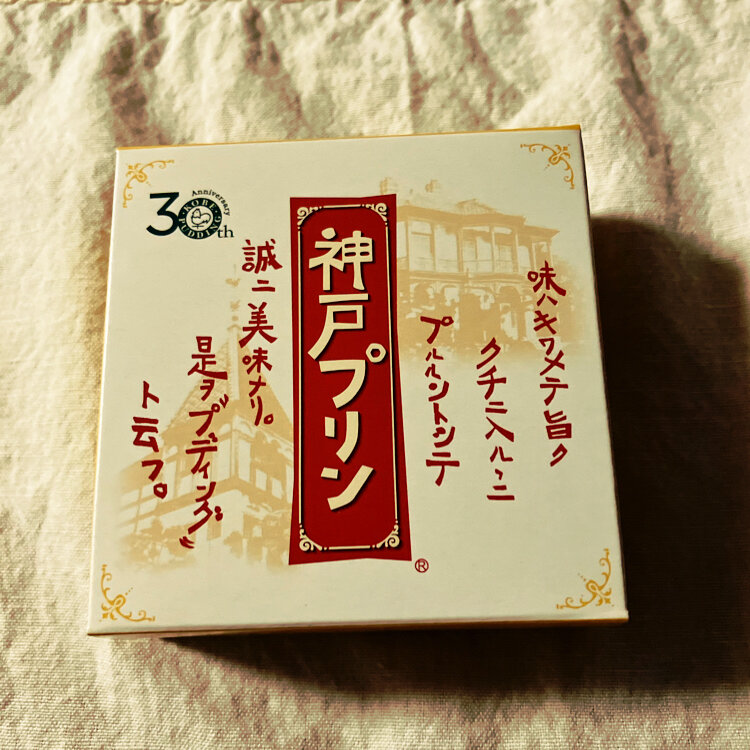 味ハキワメテ旨ク
クチニ入ルヽニ
プルルントシテ
神戸プリン
®
誠ニ美味ナリ。
是ヲブディング
ト云フ。
30th
Anniversary
KOBE PUDDING